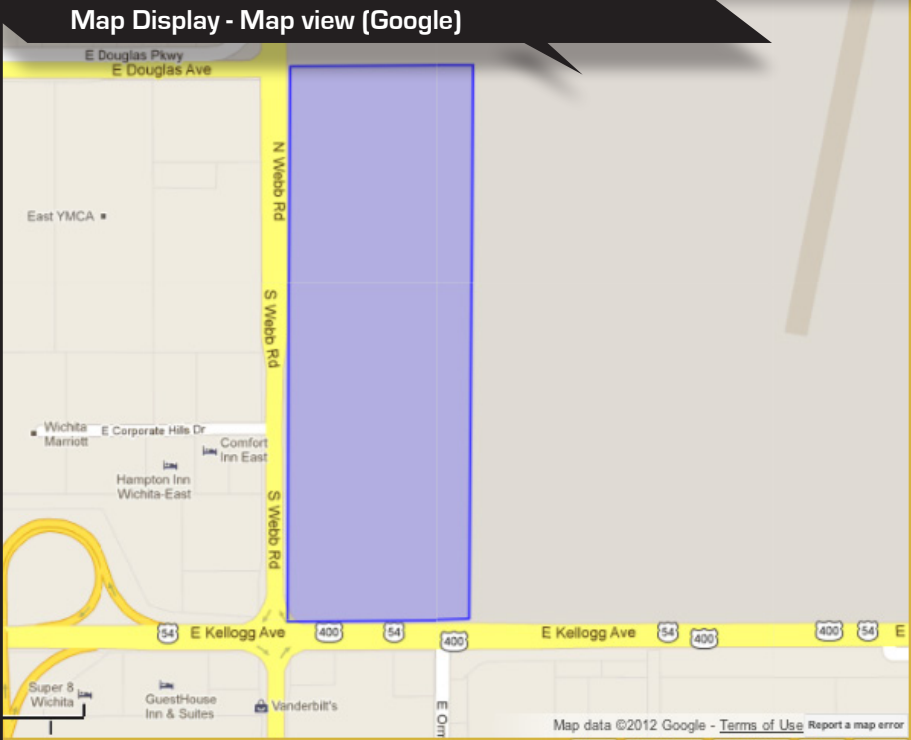 Map Display - Map view (Google)
E Douglas Pkwy
E Douglas Ave
N Webb Rd
East YMCA
S Webb Rd
Wichita
Marriott
E Corporate Hills Dr
Comfort
Inn East
Hampton Inn
Wichita-East
S Webb Rd
54
E Kellogg Ave
400
54
400
E Kellogg Ave
54
400
400
54
E
Super 8
Wichita
GuestHouse
Inn & Suites
Vanderbilt's
E Orm
Map data ©2012 Google - Terms of Use
Report a map error